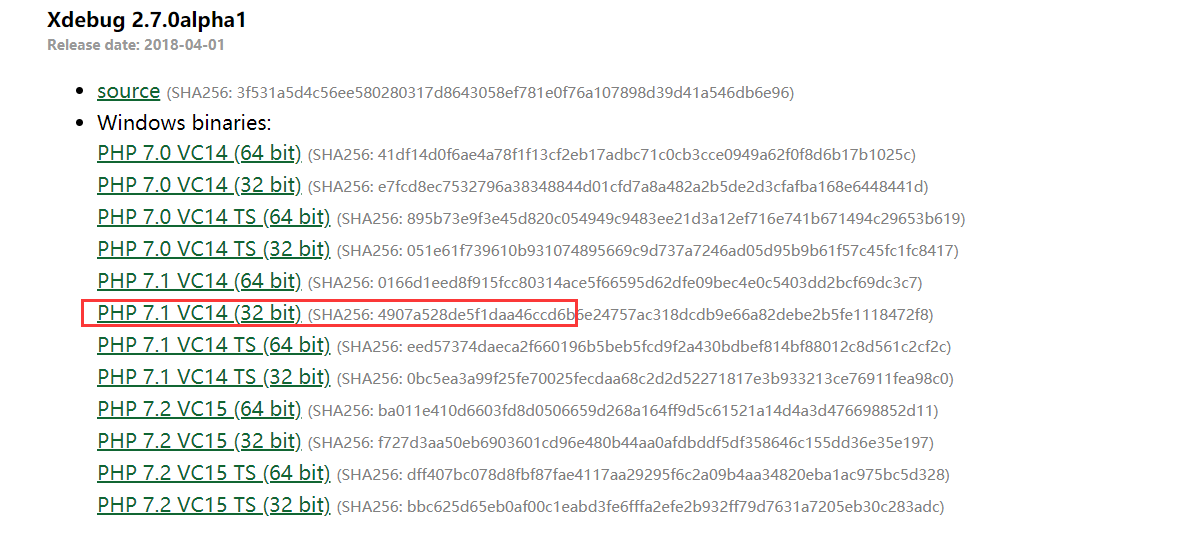 Xdebug 2.7.0alpha1
Release date: 2018-04-01
source (SHA256: 3f531a5d4c56ee580280317d8643058ef781e0f76a107898d39d41a546db6e96)
Windows binaries:
PHP 7.0 VC14 (64 bit) (SHA256: 41df14d0f6ae4a78f1f13cf2eb17adbc71c0cb3cce0949a62f0f8d6b17b1025c)
PHP 7.0 VC14 (32 bit) (SHA256: e7fcd8ec7532796a38348844d01cfd7a8a482a2b5de2d3cfafba168e6448441d)
PHP 7.0 VC14 TS (64 bit) (SHA256: 895b73e9f3e45d820c054949c9483ee21d3a12ef716e741b671494c29653b619)
PHP 7.0 VC14 TS (32 bit) (SHA256: 051e61f739610b931074895669c9d737a7246ad05d95b9b61f57c45fc1fc8417)
PHP 7.1 VC14 (64 bit) (SHA256: 0166d1eed8f915fcc80314ace5f66595d62dfe09bec4e0c5403dd2bcf69dc3c7)
PHP 7.1 VC14 (32 bit) (SHA256: 4907a528de5f1daa46ccd6b6e24757ac318dcdb9e66a82debe2b5fe1118472f8)
PHP 7.1 VC14 TS (64 bit) (SHA256: eed57374daeca2f660196b5beb5fcd9f2a430bdbef814bf88012c8d561c2cf2c)
PHP 7.1 VC14 TS (32 bit) (SHA256: 0bc5ea3a99f25fe70025fecdaa68c2d2d52271817e3b933213ce76911fea98c0)
PHP 7.2 VC15 (64 bit) (SHA256: ba011e410d6603fd8d0506659d268a164ff9d5c61521a14d4a3d476698852d11)
PHP 7.2 VC15 (32 bit) (SHA256: f727d3aa50eb6903601cd96e480b44aa0afdbddf5df358646c155dd36e35e197)
PHP 7.2 VC15 TS (64 bit) (SHA256: dff407bc078d8fbf87fae4117aa29295f6c2a09b4aa34820eba1ac975bc5d328)
PHP 7.2 VC15 TS (32 bit) (SHA256: bbc625d65eb0af00c1eabd3fe6fffa2efe2b932ff79d7631a7205eb30c283adc)